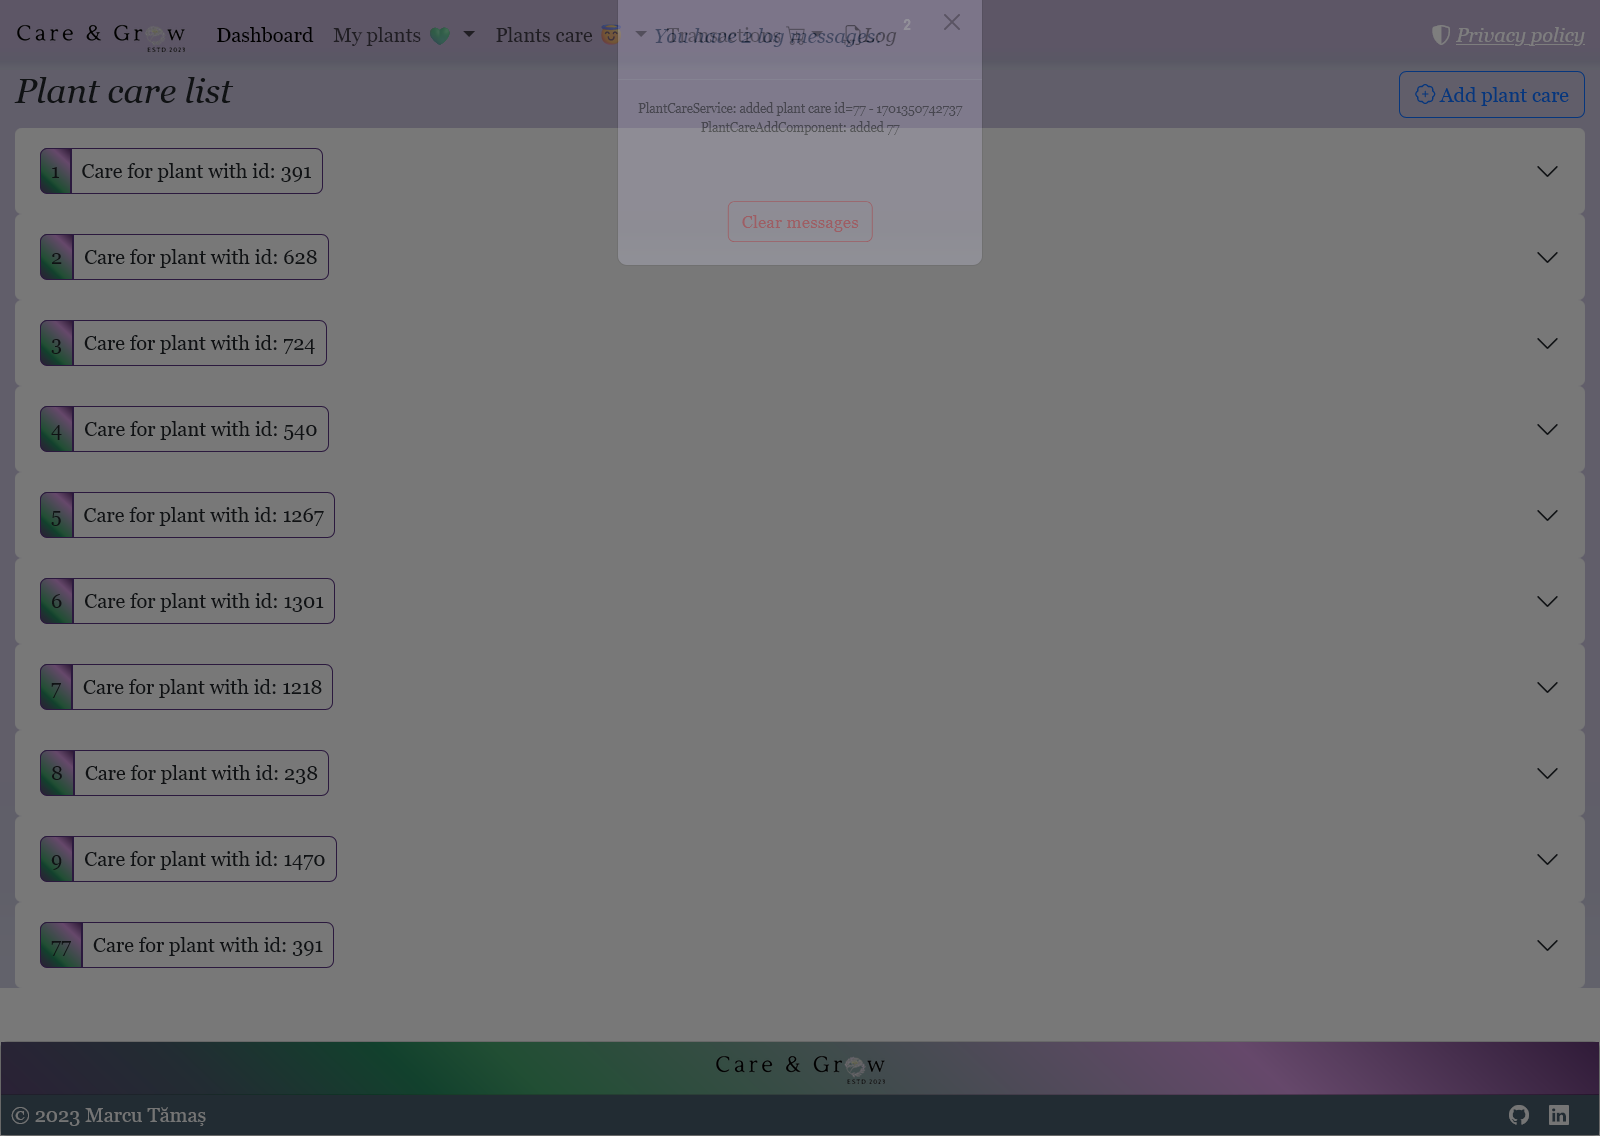 Care & Grow
ESTD 2023
Dashboard
My plants
Plants care
Transactions
Log
2
Privacy policy
You have 2 log messages.
Plant care list
Add plant care
PlantCareService: added plant care id=77 - 1701350742737
PlantCareAddComponent: added 77
Clear messages
1 Care for plant with id: 391
2 Care for plant with id: 628
3 Care for plant with id: 724
4 Care for plant with id: 540
5 Care for plant with id: 1267
6 Care for plant with id: 1301
7 Care for plant with id: 1218
8 Care for plant with id: 238
9 Care for plant with id: 1470
77 Care for plant with id: 391
Care & Grow
ESTD 2023
© 2023 Marcu Tămaș